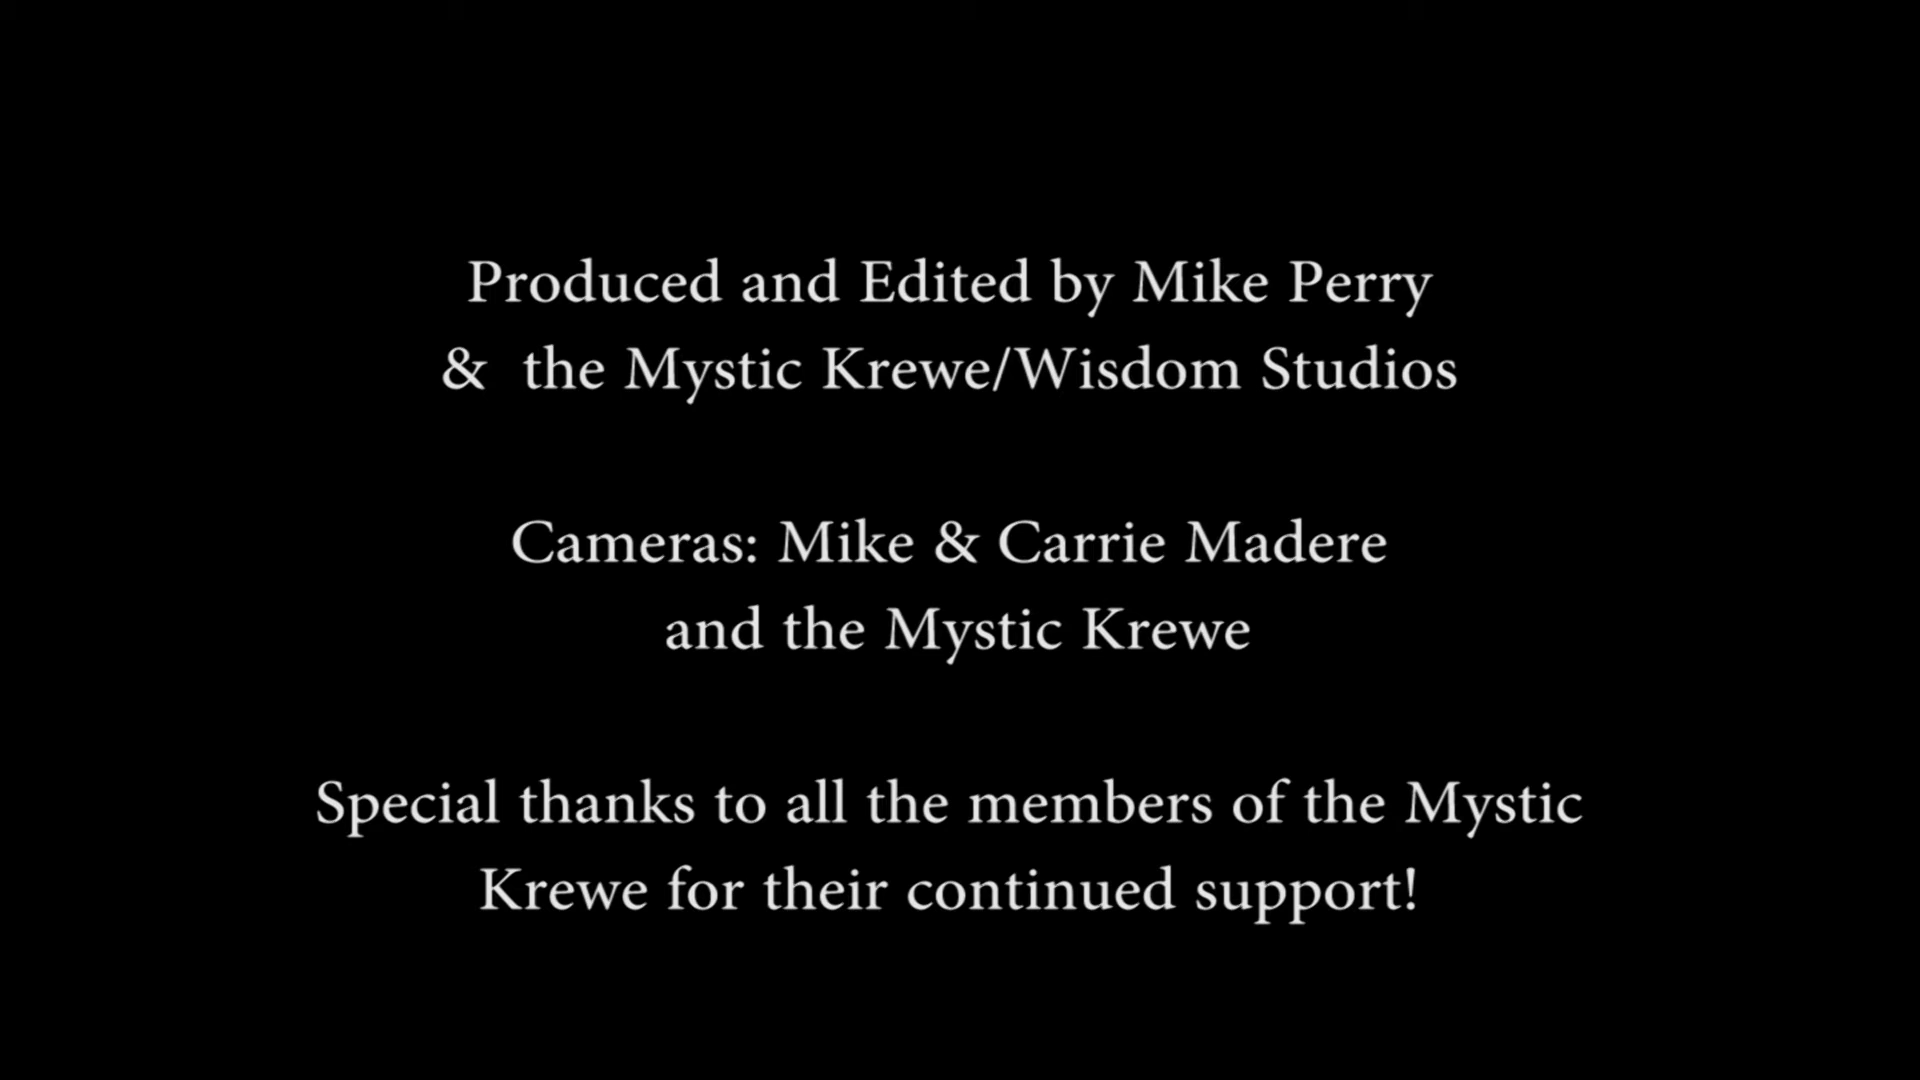 Produced and Edited by Mike Perry
& the Mystic Krewe/Wisdom Studios
Cameras: Mike & Carrie Madere
and the Mystic Krewe
Special thanks to all the members of the Mystic
Krewe for their continued support!